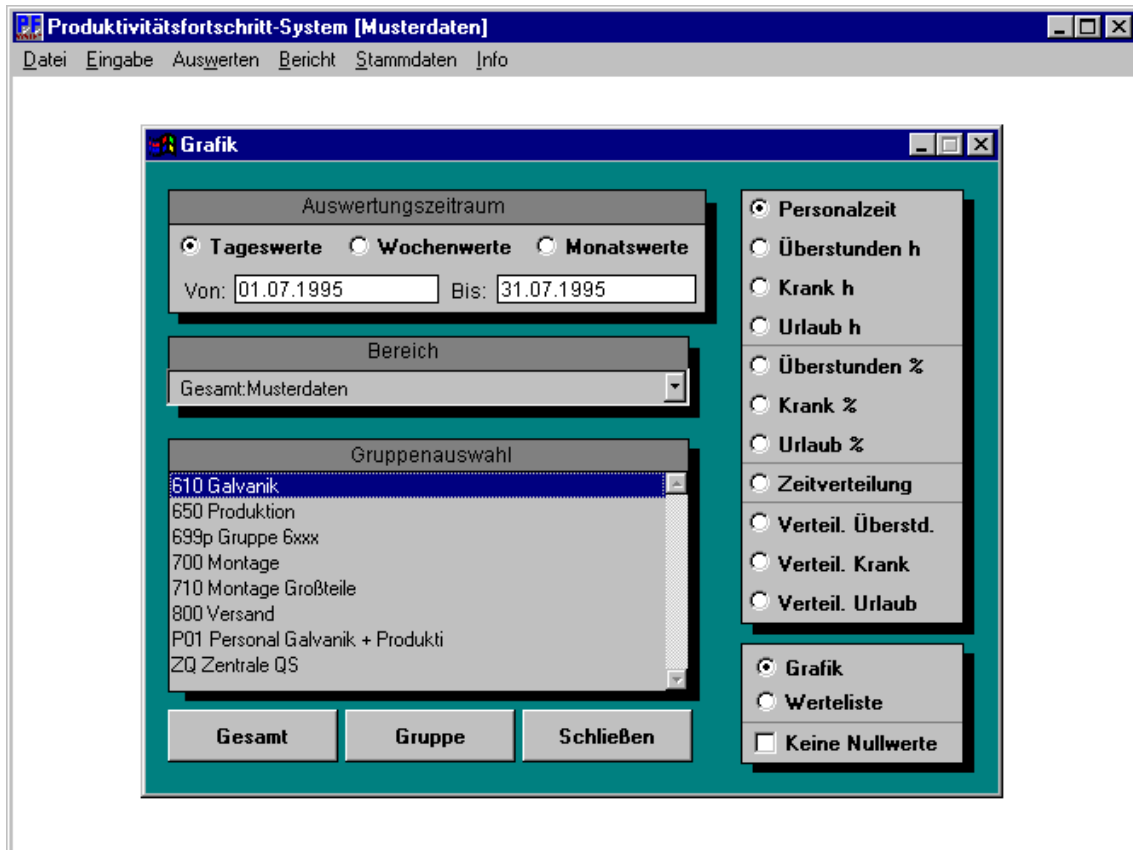 Produktivitätsfortschritt-System [Musterdaten]
Datei Eingabe Auswerten Bericht Stammdaten Info
Grafik
Auswertungszeitraum
Tageswerte Wochenwerte Monatswerte
Von: 01.07.1995 Bis: 31.07.1995
Bereich
Gesamt:Musterdaten
Gruppenauswahl
610 Galvanik
650 Produktion
699p Gruppe 6xxx
700 Montage
710 Montage Großteile
800 Versand
P01 Personal Galvanik + Produkti
ZQ Zentrale QS
Gesamt Gruppe Schließen
Personalzeit
Überstunden h
Krank h
Urlaub h
Überstunden %
Krank %
Urlaub %
Zeitverteilung
Verteil. Überstd.
Verteil. Krank
Verteil. Urlaub
Grafik
Werteliste
Keine Nullwerte